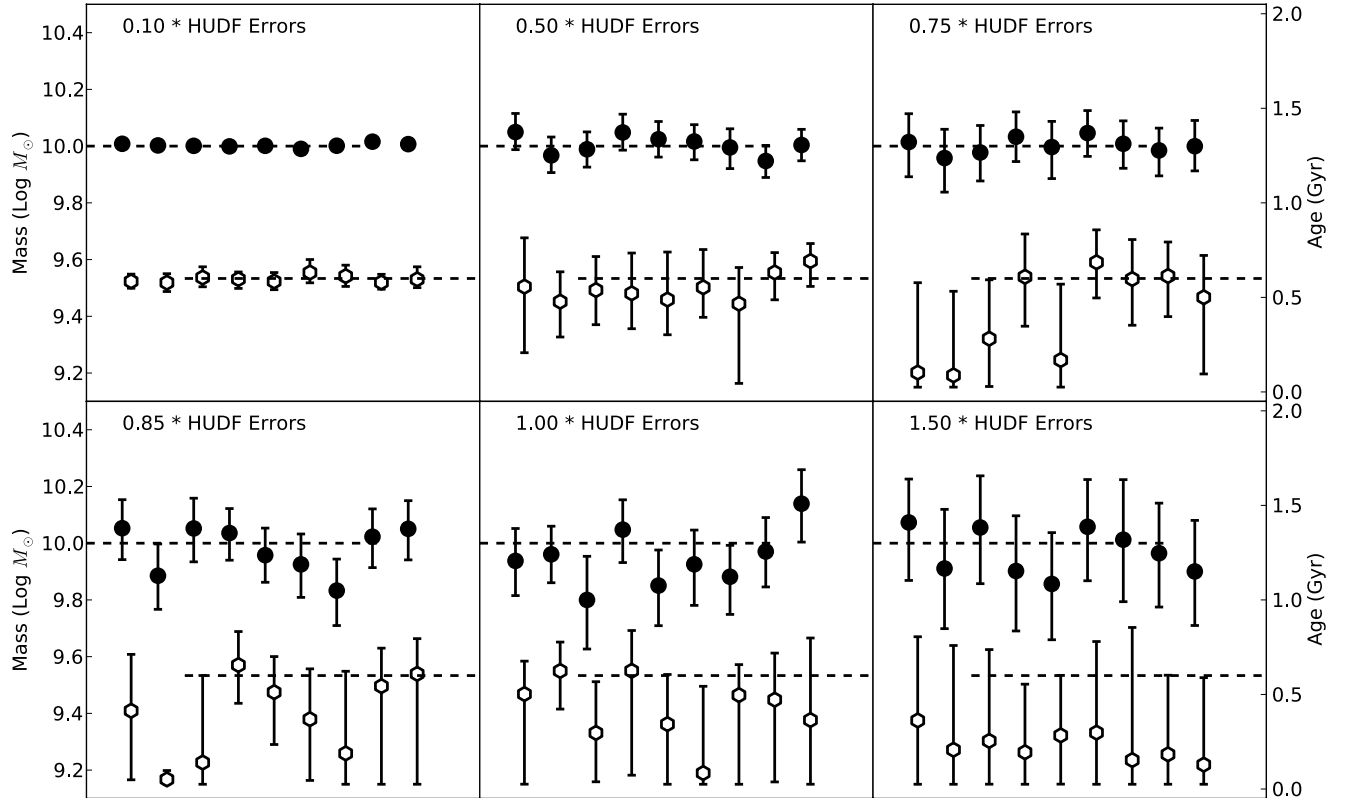 0.10 * HUDF Errors
0.50 * HUDF Errors
0.75 * HUDF Errors
10.4
10.2
10.0
9.8
9.6
9.4
9.2
Mass (Log M☉)
2.0
1.5
1.0
0.5
0.0
Age (Gyr)
0.85 * HUDF Errors
1.00 * HUDF Errors
1.50 * HUDF Errors
10.4
10.2
10.0
9.8
9.6
9.4
9.2
Mass (Log M☉)
2.0
1.5
1.0
0.5
0.0
Age (Gyr)